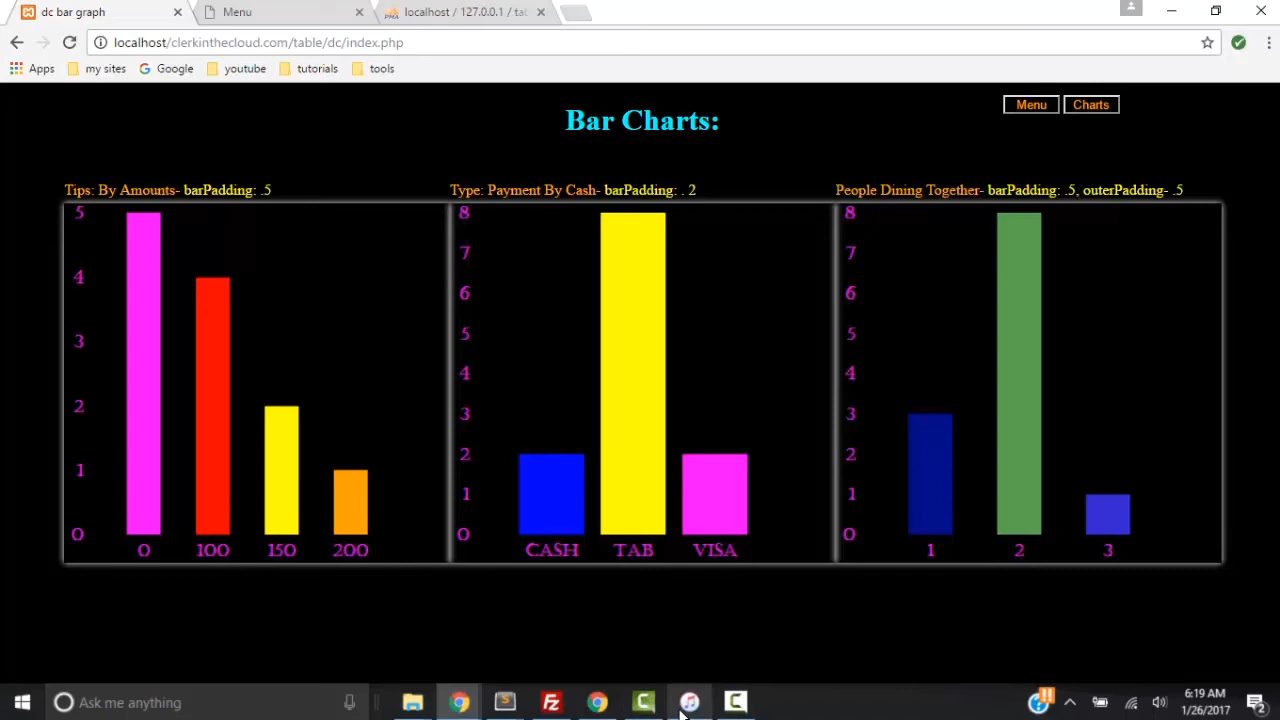 dc bar graph
Menu
localhost / 127.0.0.1 / tab
localhost/clerkinthecloud.com/table/dc/index.php
Apps my sites Google youtube tutorials tools
Menu Charts
Bar Charts:
Tips: By Amounts- barPadding: .5
5
4
3
2
1
0
0 100 150 200
Type: Payment By Cash- barPadding: . 2
8
7
6
5
4
3
2
1
0
CASH TAB VISA
People Dining Together- barPadding: .5, outerPadding- .5
8
7
6
5
4
3
2
1
0
1 2 3
Ask me anything
6:19 AM
1/26/2017
2